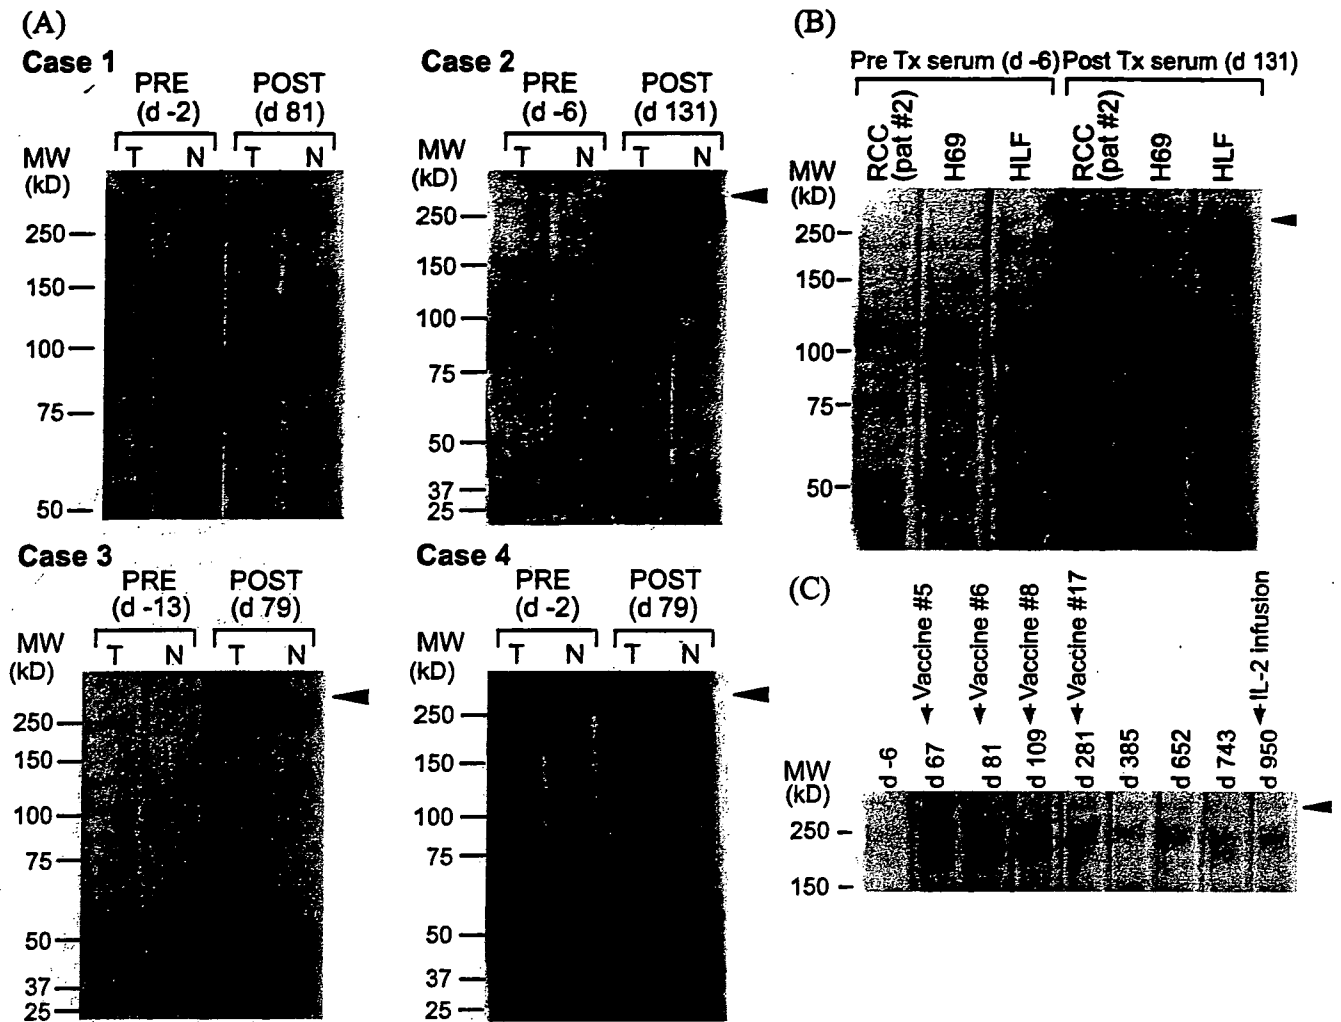 (A)
Case 1
PRE
(d -2)
POST
(d 81)
T N T N
MW
(kD)
250
150
100
75
50
Case 2
PRE
(d -6)
POST
(d 131)
T N T N
MW
(kD)
250
150
100
75
50
37
25
Case 3
PRE
(d -13)
POST
(d 79)
T N T N
MW
(kD)
250
150
100
75
50
37
25
Case 4
PRE
(d -2)
POST
(d 79)
T N T N
MW
(kD)
250
150
100
75
50
37
25
(B)
Pre Tx serum (d -6) Post Tx serum (d 131)
RCC
(pat #2)
H69
HLF
RCC
(pat #2)
H69
HLF
MW
(kD)
250
150
100
75
50
(C)
Vaccine #5
Vaccine #6
Vaccine #8
Vaccine #17
IL-2 infusion
d -6
d 67
d 81
d 109
d 281
d 385
d 652
d 743
d 950
MW
(kD)
250
150